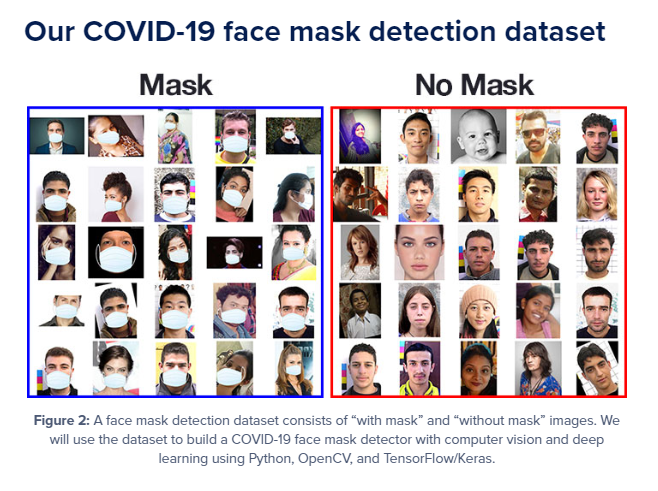 Our COVID-19 face mask detection dataset
Mask
No Mask
Figure 2: A face mask detection dataset consists of “with mask” and “without mask” images. We
will use the dataset to build a COVID-19 face mask detector with computer vision and deep
learning using Python, OpenCV, and TensorFlow/Keras.